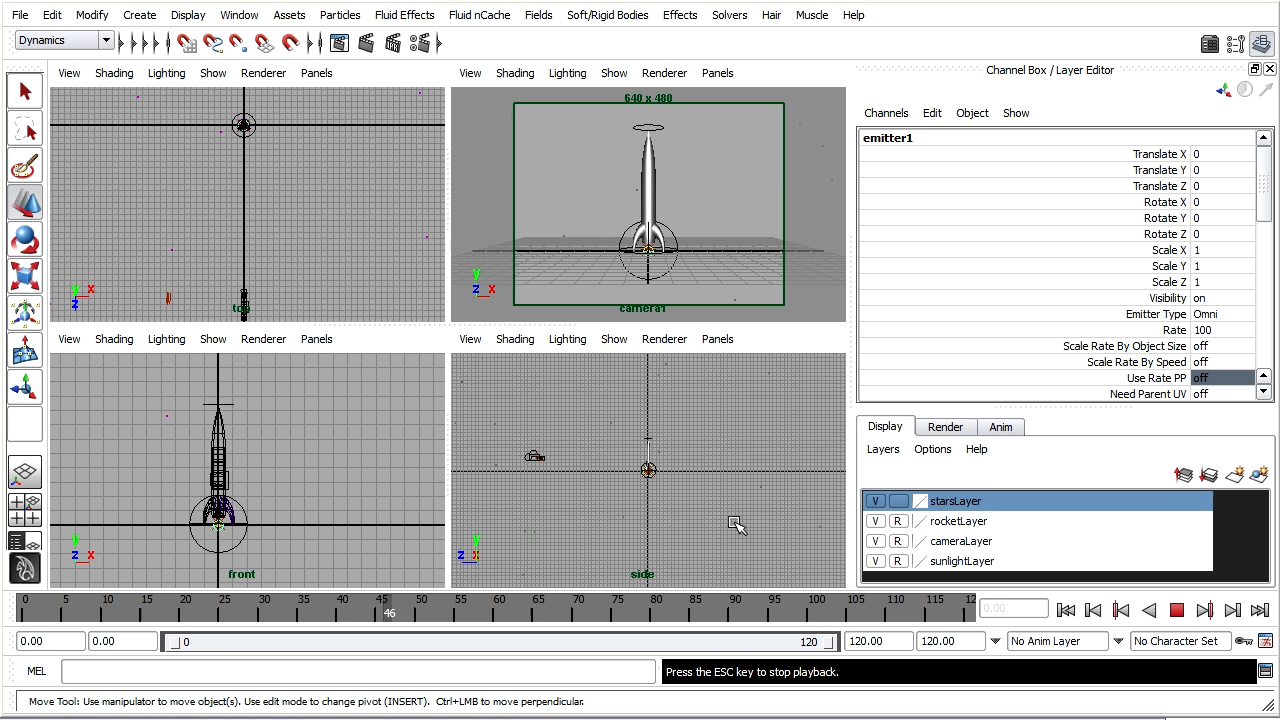 File Edit Modify Create Display Window Assets Particles Fluid Effects Fluid nCache Fields Soft/Rigid Bodies Effects Solvers Hair Muscle Help
Dynamics
View Shading Lighting Show Renderer Panels
View Shading Lighting Show Renderer Panels
Channel Box / Layer Editor
640 x 480
Channels Edit Object Show
emitter1
Translate X 0
Translate Y 0
Translate Z 0
Rotate X 0
Rotate Y 0
Rotate Z 0
Scale X 1
Scale Y 1
Scale Z 1
Visibility on
Emitter Type Omni
Rate 100
Scale Rate By Object Size off
Scale Rate By Speed off
Use Rate PP off
Need Parent UV off
y x z
top
y z x
camera1
View Shading Lighting Show Renderer Panels
View Shading Lighting Show Renderer Panels
y z x
front
y z x
side
Display Render Anim
Layers Options Help
V starsLayer
V R rocketLayer
V R cameraLayer
V R sunlightLayer
0 5 10 15 20 25 30 35 40 45 50 55 60 65 70 75 80 85 90 95 100 105 110 115 12
46
0.00
0.00 0.00 0 120 120.00 120.00 No Anim Layer No Character Set
MEL Press the ESC key to stop playback.
Move Tool: Use manipulator to move object(s). Use edit mode to change pivot (INSERT). Ctrl+LMB to move perpendicular.